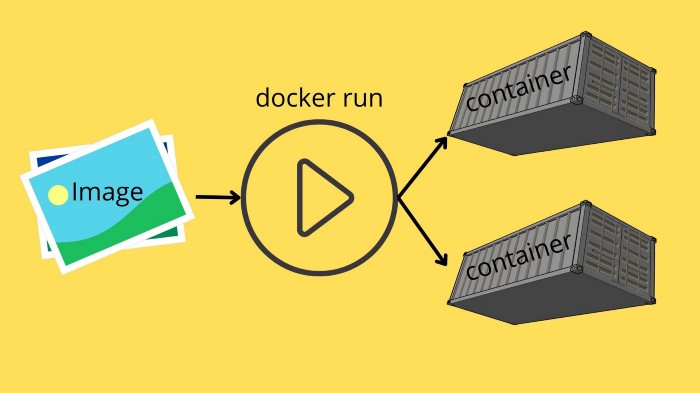 Image
docker run
container
container